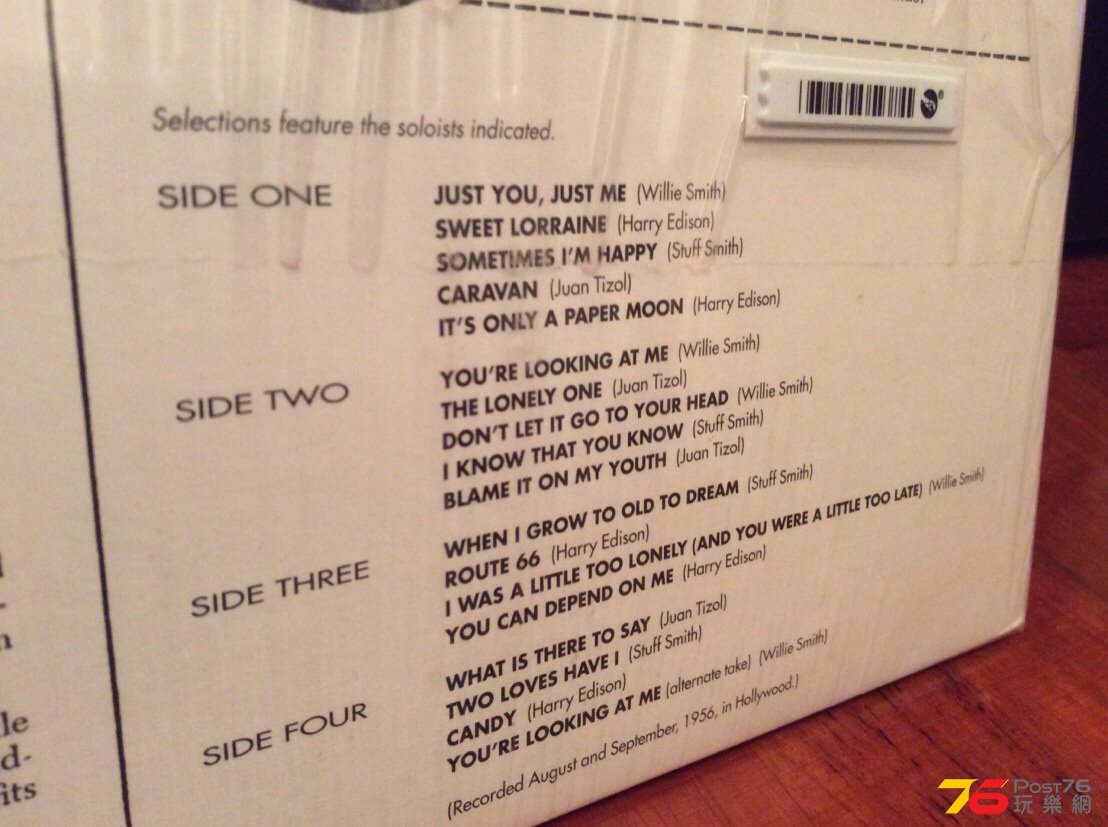 Selections feature the soloists indicated.
SIDE ONE
JUST YOU, JUST ME (Willie Smith)
SWEET LORRAINE (Harry Edison)
SOMETIMES I'M HAPPY (Stuff Smith)
CARAVAN (Juan Tizol)
IT'S ONLY A PAPER MOON (Harry Edison)
SIDE TWO
YOU'RE LOOKING AT ME (Willie Smith)
THE LONELY ONE (Juan Tizol)
DON'T LET IT GO TO YOUR HEAD (Willie Smith)
I KNOW THAT YOU KNOW (Stuff Smith)
BLAME IT ON MY YOUTH (Juan Tizol)
SIDE THREE
WHEN I GROW TO OLD TO DREAM (Stuff Smith)
ROUTE 66 (Harry Edison)
I WAS A LITTLE TOO LONELY (AND YOU WERE A LITTLE TOO LATE) (Willie Smith)
YOU CAN DEPEND ON ME (Harry Edison)
SIDE FOUR
WHAT IS THERE TO SAY (Juan Tizol)
TWO LOVES HAVE I (Stuff Smith)
CANDY (Harry Edison)
YOU'RE LOOKING AT ME (alternate take) (Willie Smith)
(Recorded August and September, 1956, in Hollywood.)
76 POST76
玩樂網